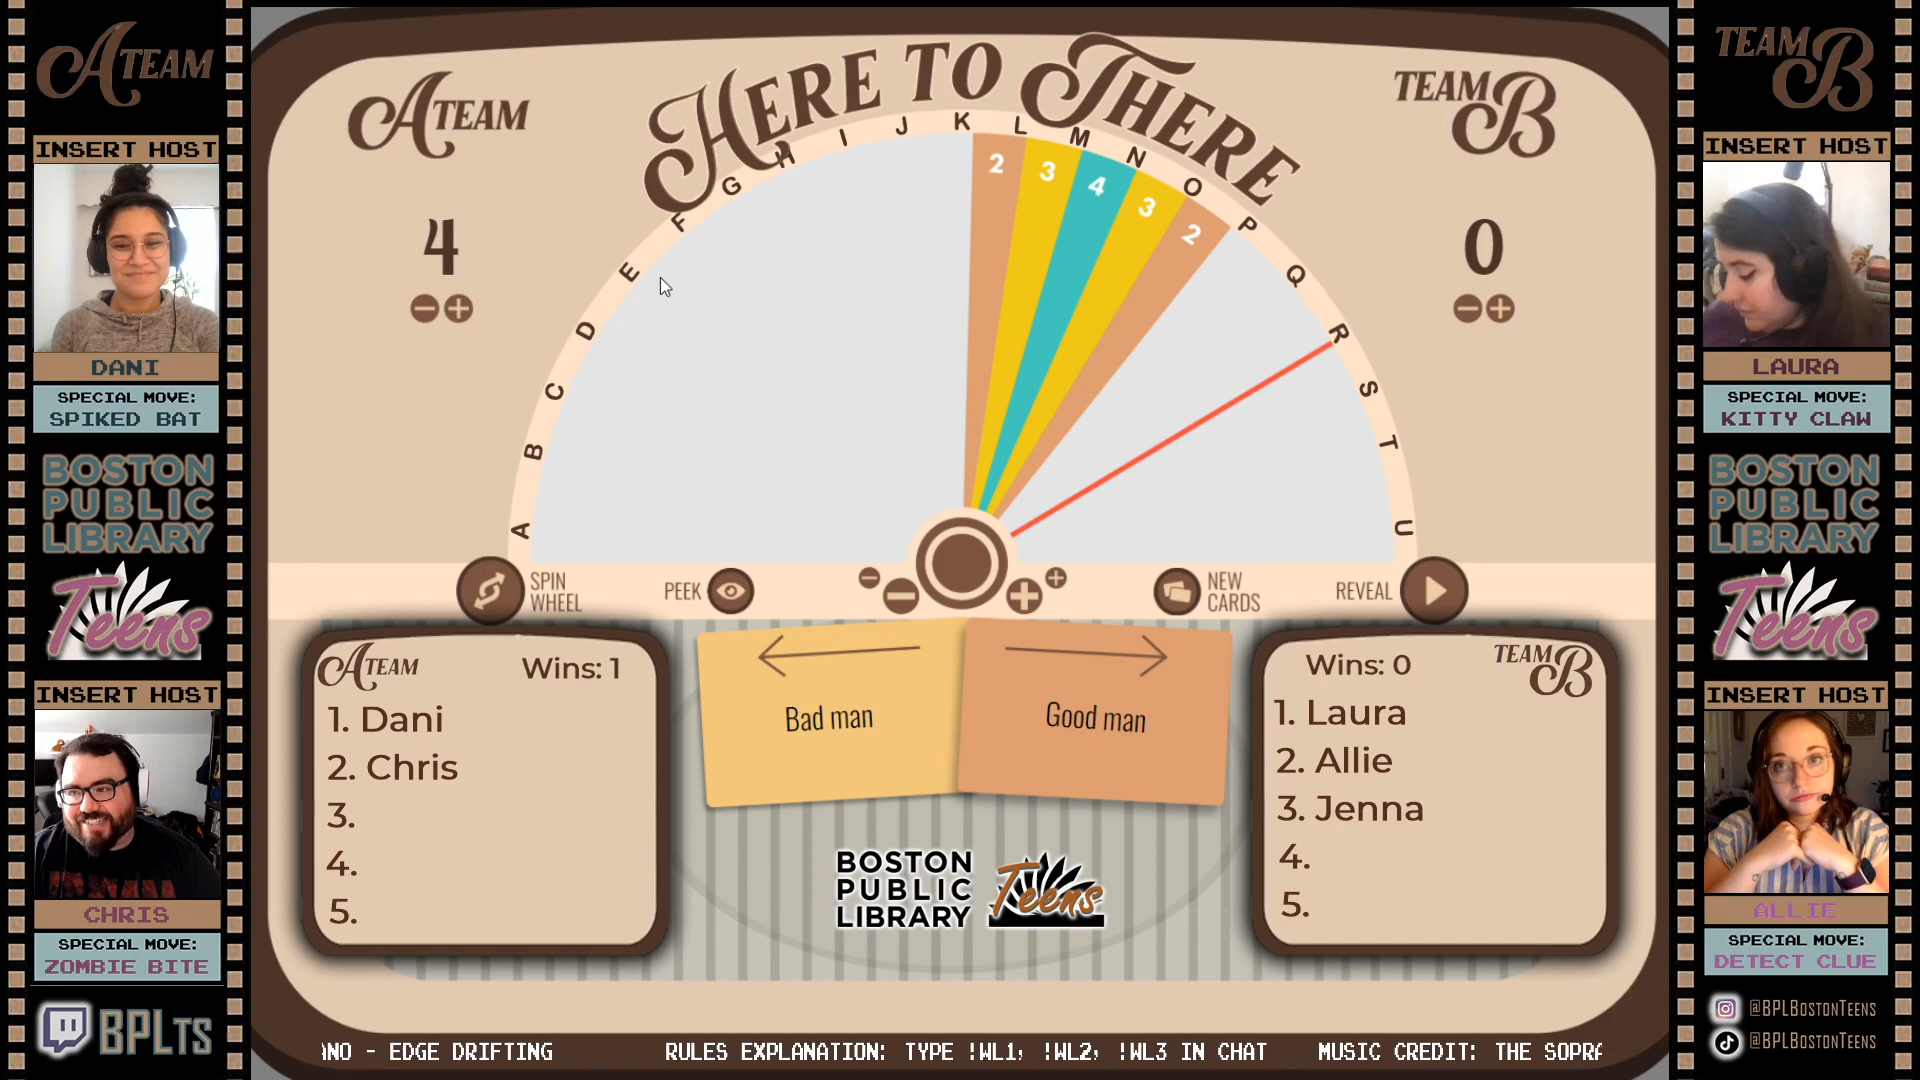 A TEAM
INSERT HOST
DANI
SPECIAL MOVE:
SPIKED BAT
BOSTON
PUBLIC
LIBRARY
Teens
INSERT HOST
CHRIS
SPECIAL MOVE:
ZOMBIE BITE
BPLTS
A TEAM
HERE TO THERE
TEAM B
4
0
A B C D E F G H I J K L M N O P Q R S T U
2 3 4 3 2
SPIN
WHEEL
PEEK
NEW
CARDS
REVEAL
A TEAM
Wins: 1
1. Dani
2. Chris
3.
4.
5.
Bad man
Good man
BOSTON
PUBLIC
LIBRARY
Teens
Wins: 0
TEAM B
1. Laura
2. Allie
3. Jenna
4.
5.
ANO - EDGE DRIFTING RULES EXPLANATION: TYPE !WL1, !WL2, !WL3 IN CHAT MUSIC CREDIT: THE SOPRA
TEAM B
INSERT HOST
LAURA
SPECIAL MOVE:
KITTY CLAW
BOSTON
PUBLIC
LIBRARY
Teens
INSERT HOST
ALLIE
SPECIAL MOVE:
DETECT CLUE
@BPLBOSTONTEENS
@BPLBOSTONTEENS